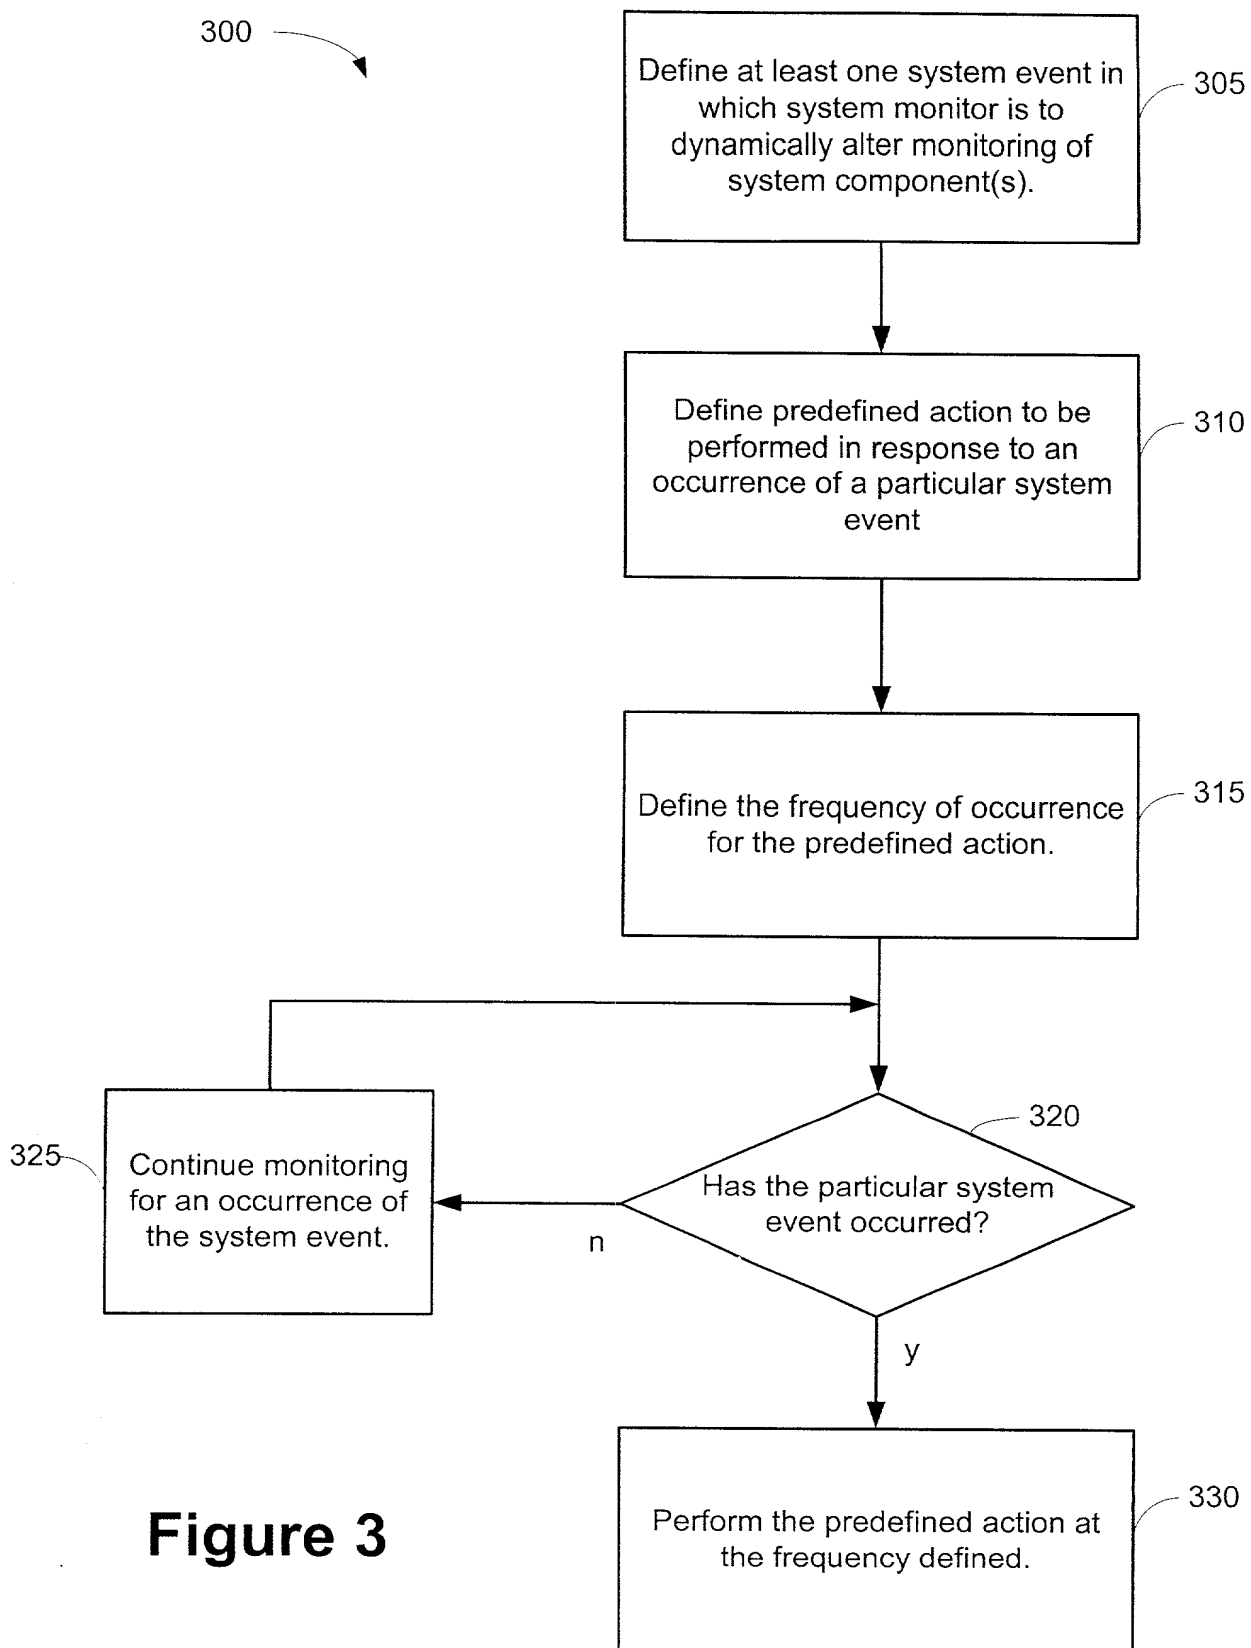 300
Define at least one system event in
which system monitor is to
dynamically alter monitoring of
system component(s).
305
Define predefined action to be
performed in response to an
occurrence of a particular system
event
310
Define the frequency of occurrence
for the predefined action.
315
Has the particular system
event occurred?
320
n
325
Continue monitoring
for an occurrence of
the system event.
y
Perform the predefined action at
the frequency defined.
330
Figure 3